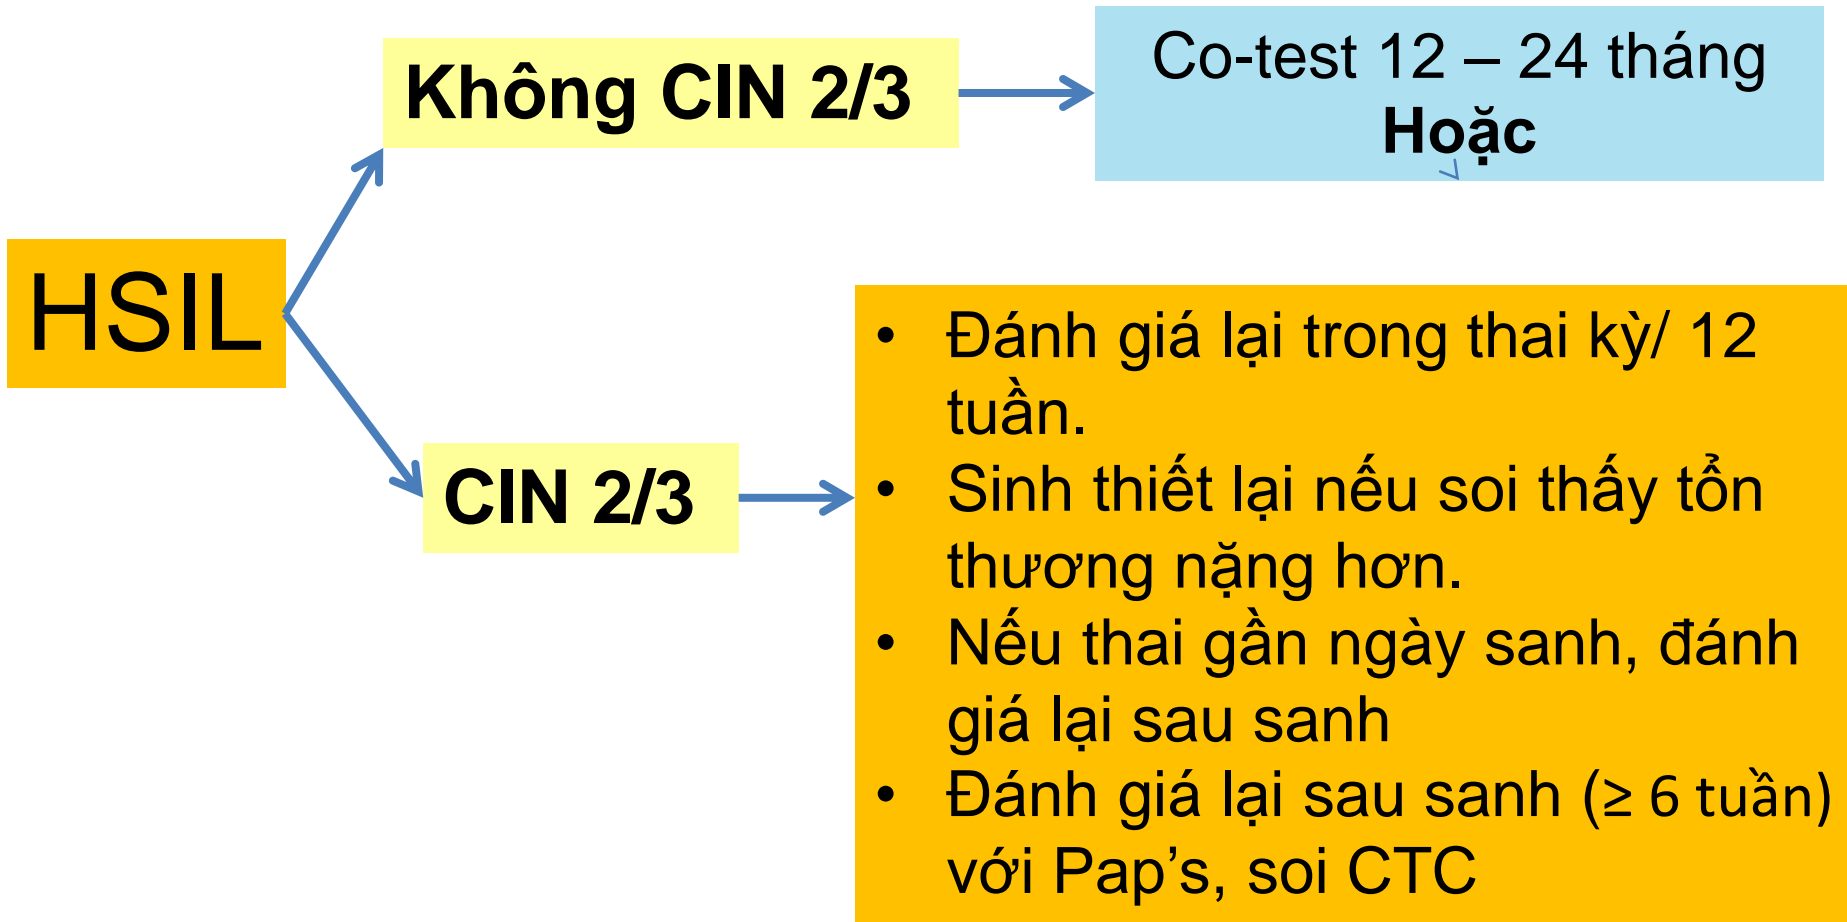 Không CIN 2/3
Co-test 12 – 24 tháng
Hoặc
HSIL
CIN 2/3
• Đánh giá lại trong thai kỳ/ 12
tuần.
• Sinh thiết lại nếu soi thấy tổn
thương nặng hơn.
• Nếu thai gần ngày sanh, đánh
giá lại sau sanh
• Đánh giá lại sau sanh (≥ 6 tuần)
với Pap’s, soi CTC